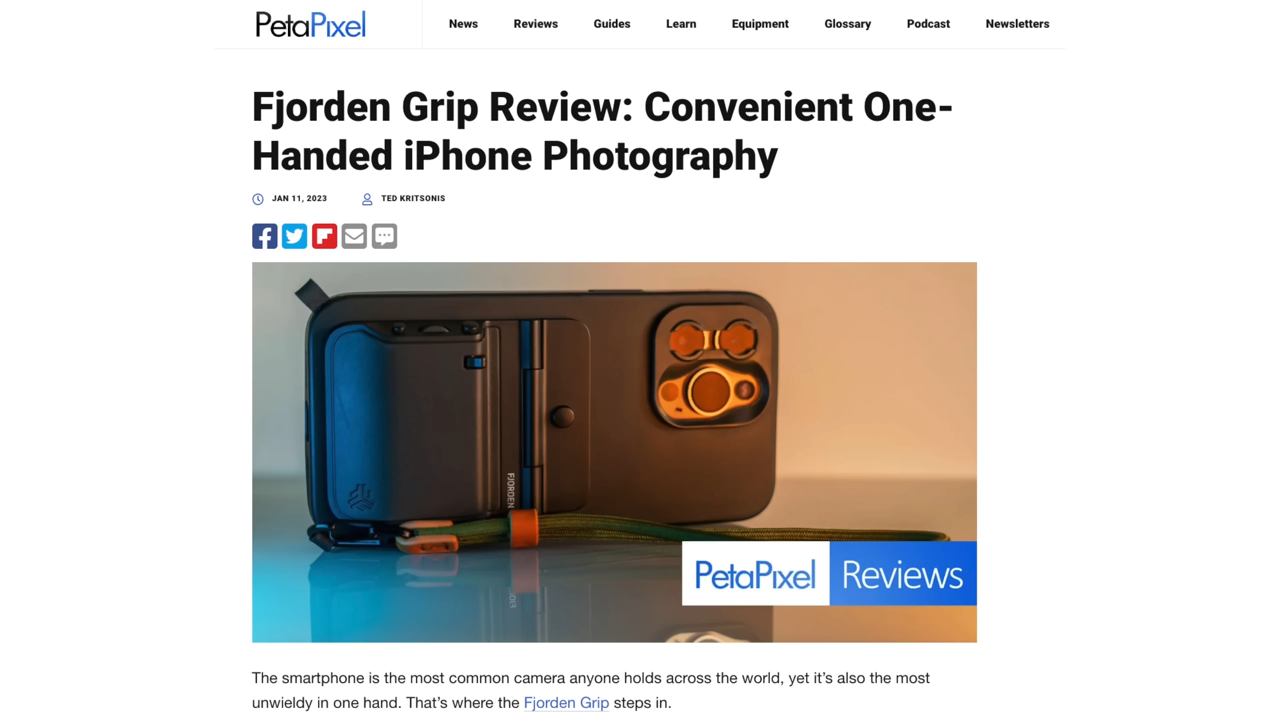 PetaPixel
News Reviews Guides Learn Equipment Glossary Podcast Newsletters
Fjorden Grip Review: Convenient One-
Handed iPhone Photography
JAN 11, 2023 TED KRITSONIS
FJORDEN
PetaPixel Reviews
The smartphone is the most common camera anyone holds across the world, yet it’s also the most
unwieldy in one hand. That’s where the Fjorden Grip steps in.